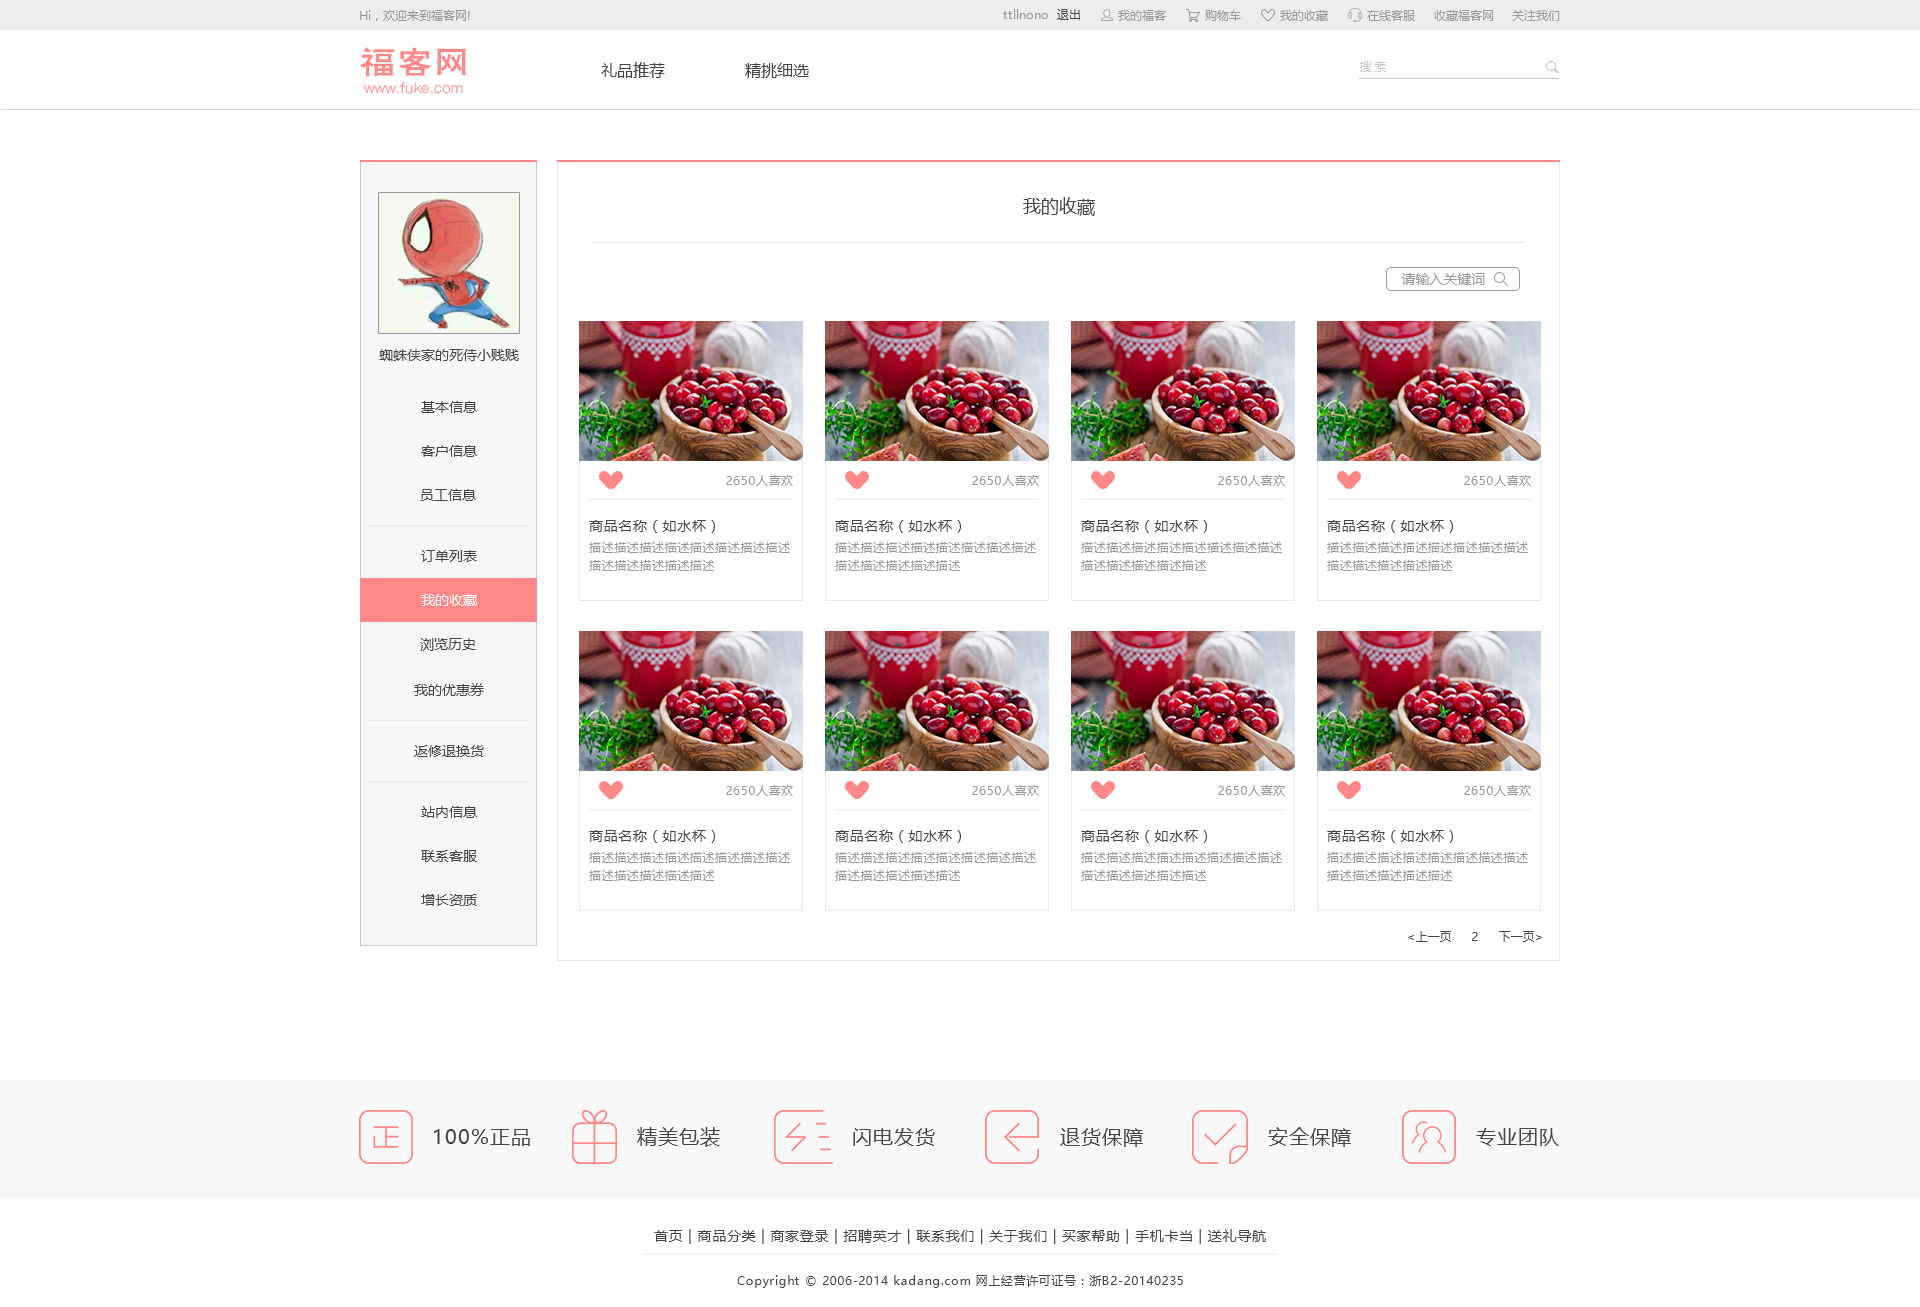 Hi，欢迎来到福客网!
ttllnono 退出 我的福客 购物车 我的收藏 在线客服 收藏福客网 关注我们
福客网
www.fuke.com
礼品推荐 精挑细选
搜索
蜘蛛侠家的死侍小贱贱
基本信息
客户信息
员工信息
订单列表
我的收藏
浏览历史
我的优惠券
返修退换货
站内信息
联系客服
增长资质
我的收藏
请输入关键词
2650人喜欢 2650人喜欢 2650人喜欢 2650人喜欢
商品名称（如水杯） 商品名称（如水杯） 商品名称（如水杯） 商品名称（如水杯）
描述描述描述描述描述描述描述描述 描述描述描述描述描述描述描述描述 描述描述描述描述描述描述描述描述 描述描述描述描述描述描述描述描述
描述描述描述描述描述 描述描述描述描述描述 描述描述描述描述描述 描述描述描述描述描述
2650人喜欢 2650人喜欢 2650人喜欢 2650人喜欢
商品名称（如水杯） 商品名称（如水杯） 商品名称（如水杯） 商品名称（如水杯）
描述描述描述描述描述描述描述描述 描述描述描述描述描述描述描述描述 描述描述描述描述描述描述描述描述 描述描述描述描述描述描述描述描述
描述描述描述描述描述 描述描述描述描述描述 描述描述描述描述描述 描述描述描述描述描述
<上一页 2 下一页>
正 100%正品 精美包装 闪电发货 退货保障 安全保障 专业团队
首页 | 商品分类 | 商家登录 | 招聘英才 | 联系我们 | 关于我们 | 买家帮助 | 手机卡当 | 送礼导航
Copyright © 2006-2014 kadang.com 网上经营许可证号：浙B2-20140235